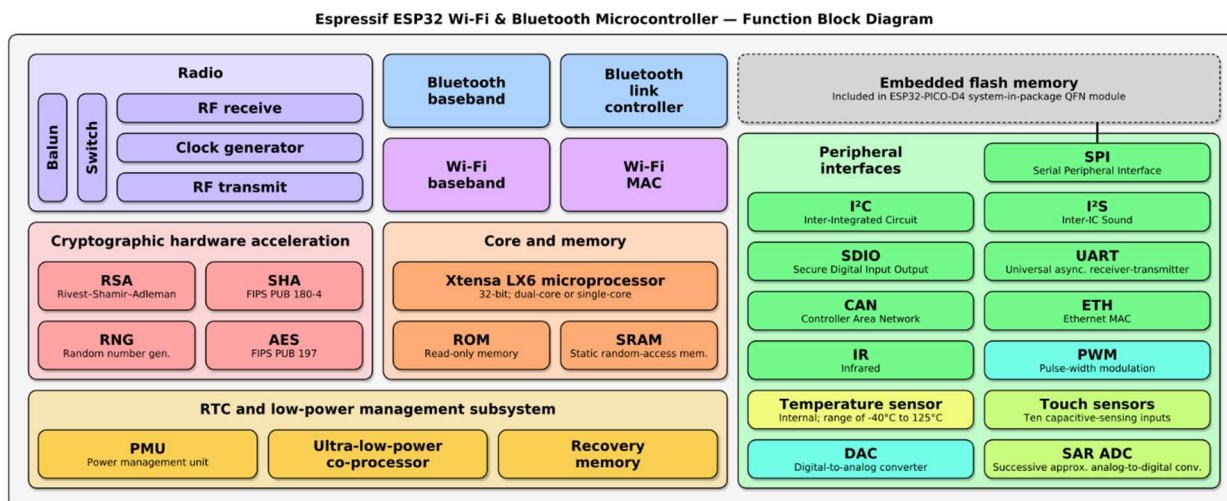 Espressif ESP32 Wi-Fi & Bluetooth Microcontroller — Function Block Diagram
Radio
Balun
Switch
RF receive
Clock generator
RF transmit
Bluetooth
baseband
Bluetooth
link
controller
Wi-Fi
baseband
Wi-Fi
MAC
Embedded flash memory
Included in ESP32-PICO-D4 system-in-package QFN module
Cryptographic hardware acceleration
RSA
Rivest–Shamir–Adleman
SHA
FIPS PUB 180-4
RNG
Random number gen.
AES
FIPS PUB 197
Core and memory
Xtensa LX6 microprocessor
32-bit; dual-core or single-core
ROM
Read-only memory
SRAM
Static random-access mem.
RTC and low-power management subsystem
PMU
Power management unit
Ultra-low-power
co-processor
Recovery
memory
Peripheral
interfaces
SPI
Serial Peripheral Interface
I²C
Inter-Integrated Circuit
I²S
Inter-IC Sound
SDIO
Secure Digital Input Output
UART
Universal async. receiver-transmitter
CAN
Controller Area Network
ETH
Ethernet MAC
IR
Infrared
PWM
Pulse-width modulation
Temperature sensor
Internal; range of -40°C to 125°C
Touch sensors
Ten capacitive-sensing inputs
DAC
Digital-to-analog converter
SAR ADC
Successive approx. analog-to-digital conv.